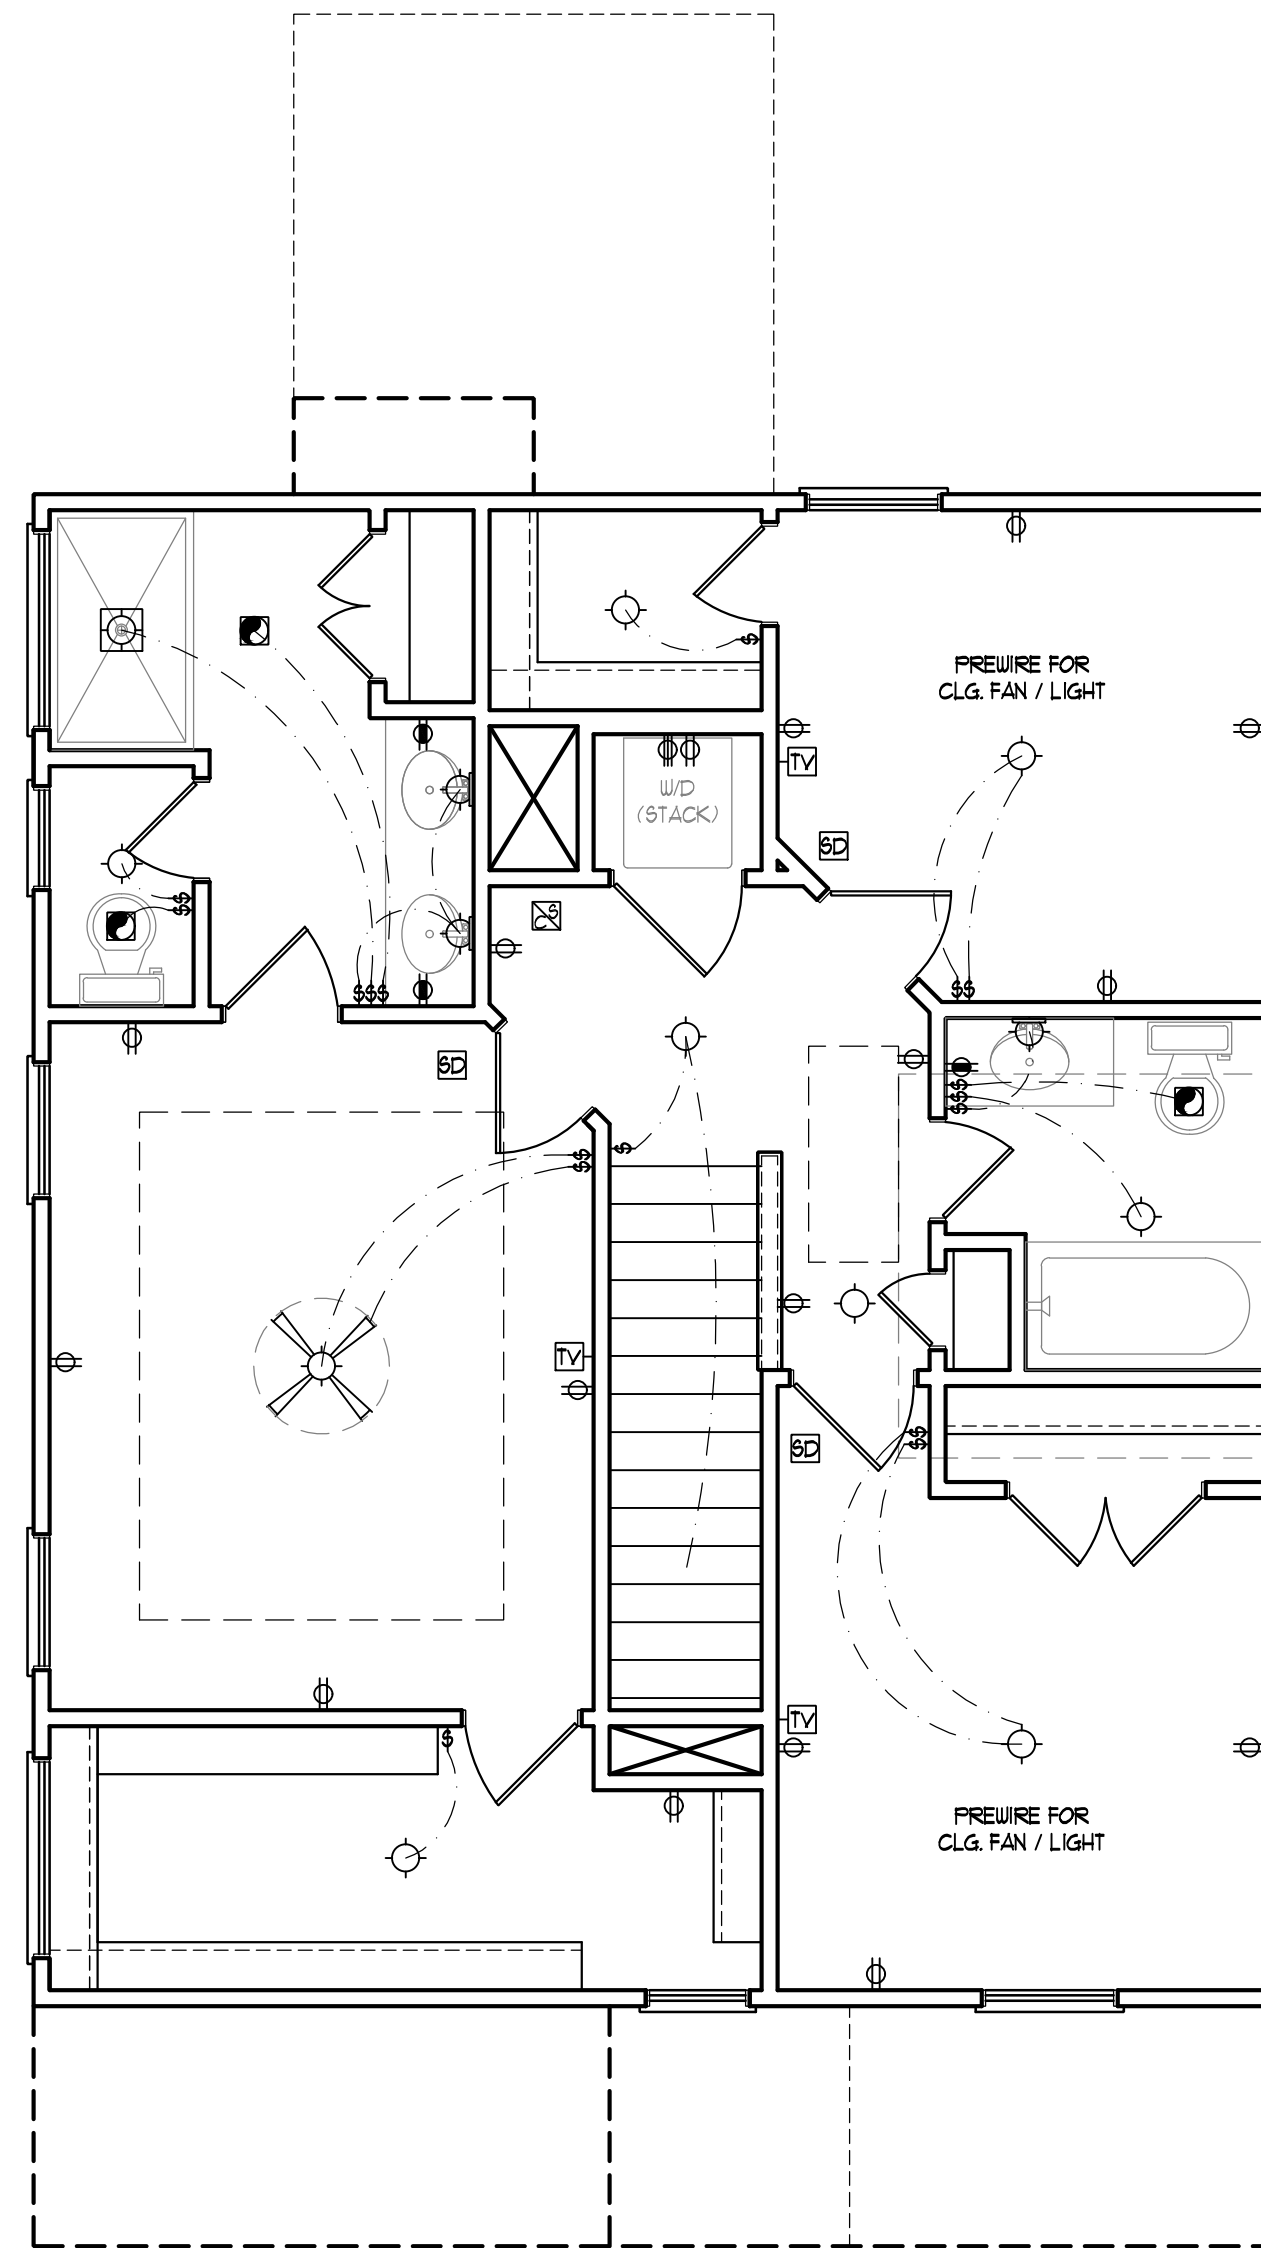 PREWIRE FOR
CLG. FAN / LIGHT
$
TV
W/D
(STACK)
SD
$$
$$
C S
$$$
$$
SD
$
$
$
$
$$
$
TV
$$
SD
TV
$
PREWIRE FOR
CLG. FAN / LIGHT